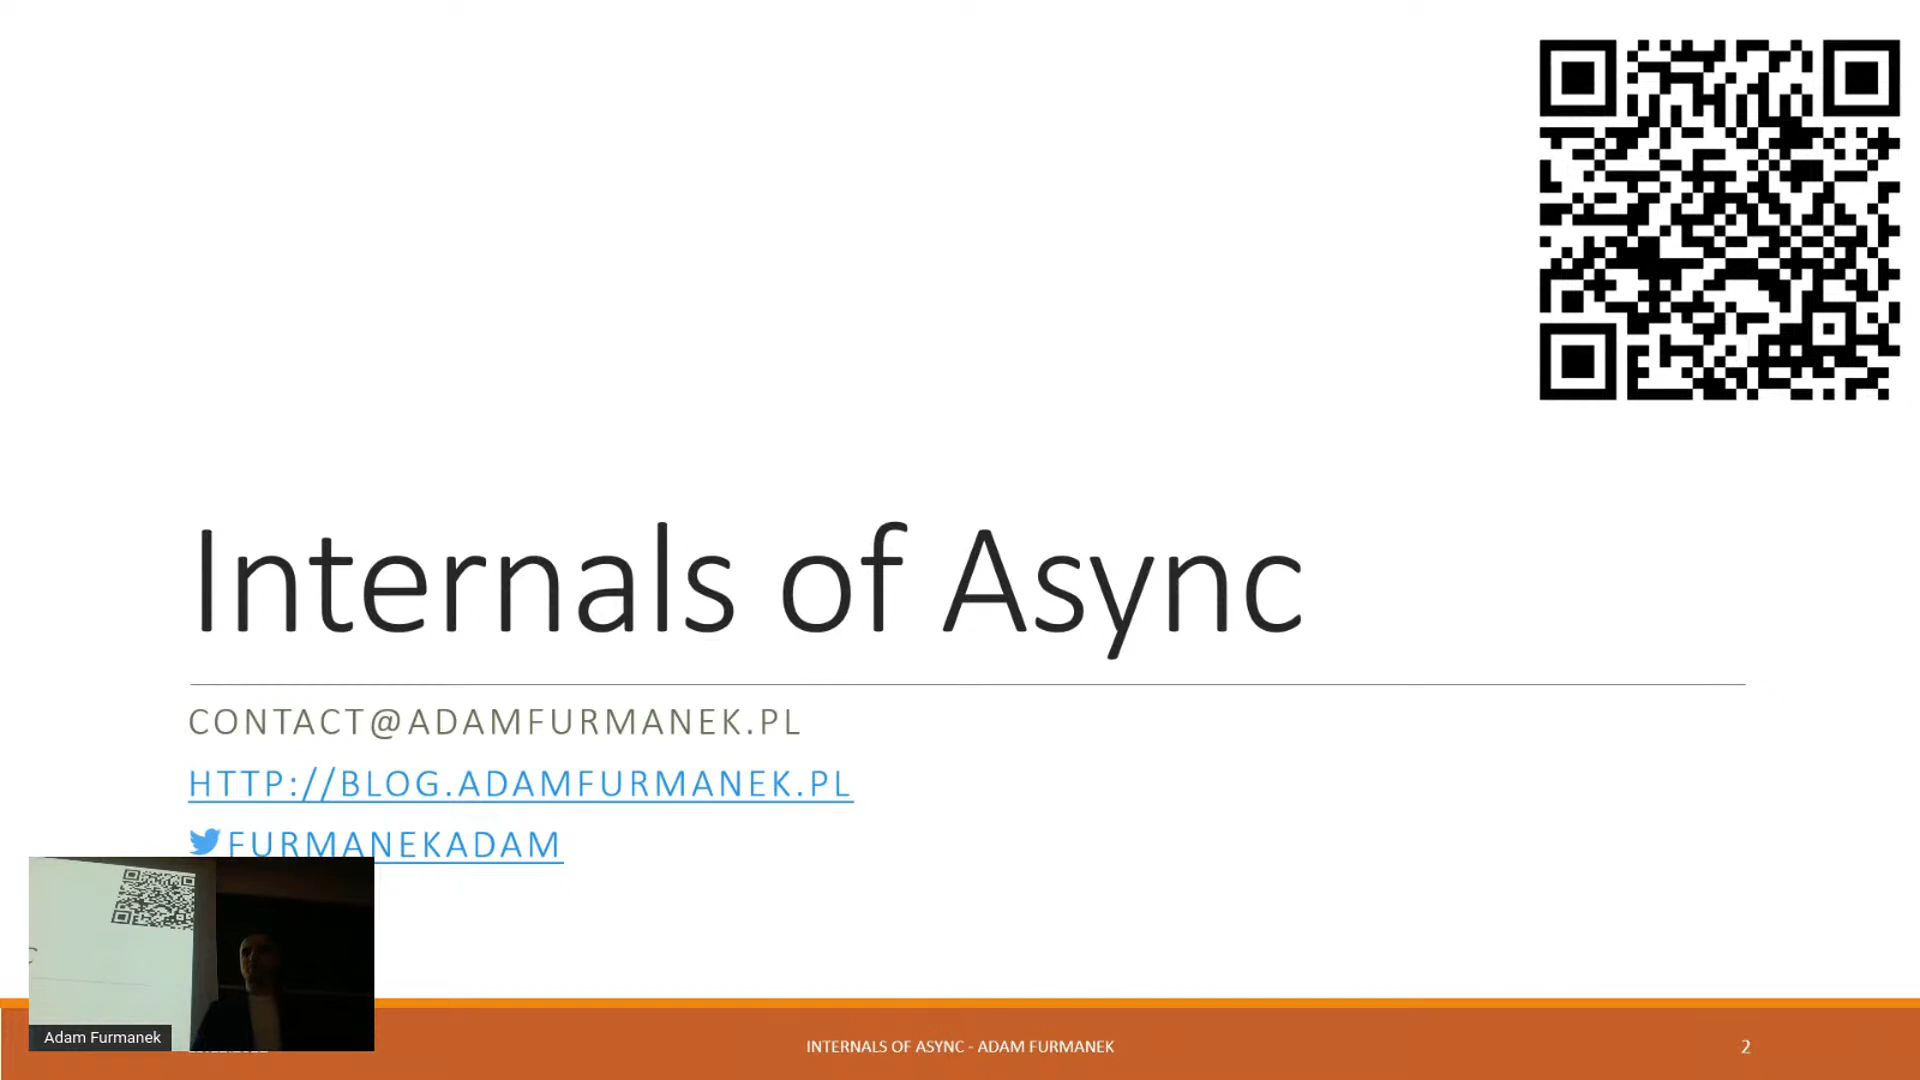 Internals of Async
CONTACT@ADAMFURMANEK.PL
HTTP://BLOG.ADAMFURMANEK.PL
FURMANEKADAM
Adam Furmanek
INTERNALS OF ASYNC - ADAM FURMANEK
2